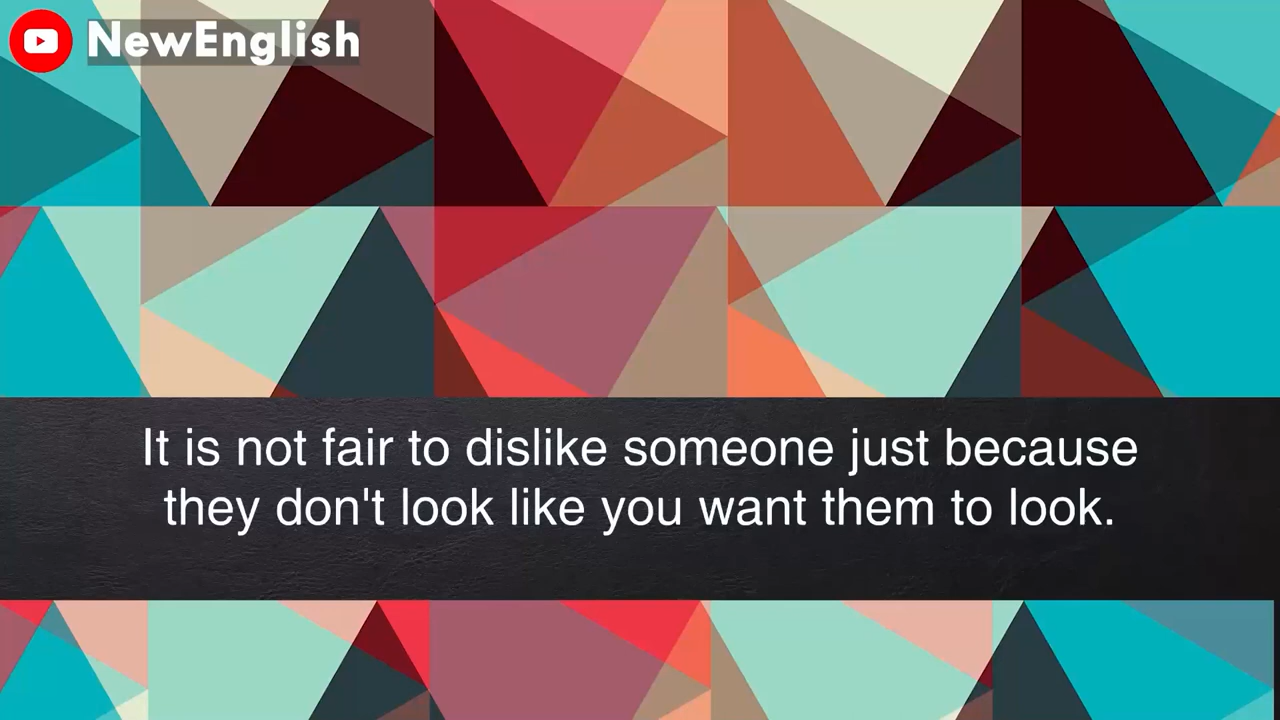 NewEnglish
It is not fair to dislike someone just because
they don't look like you want them to look.